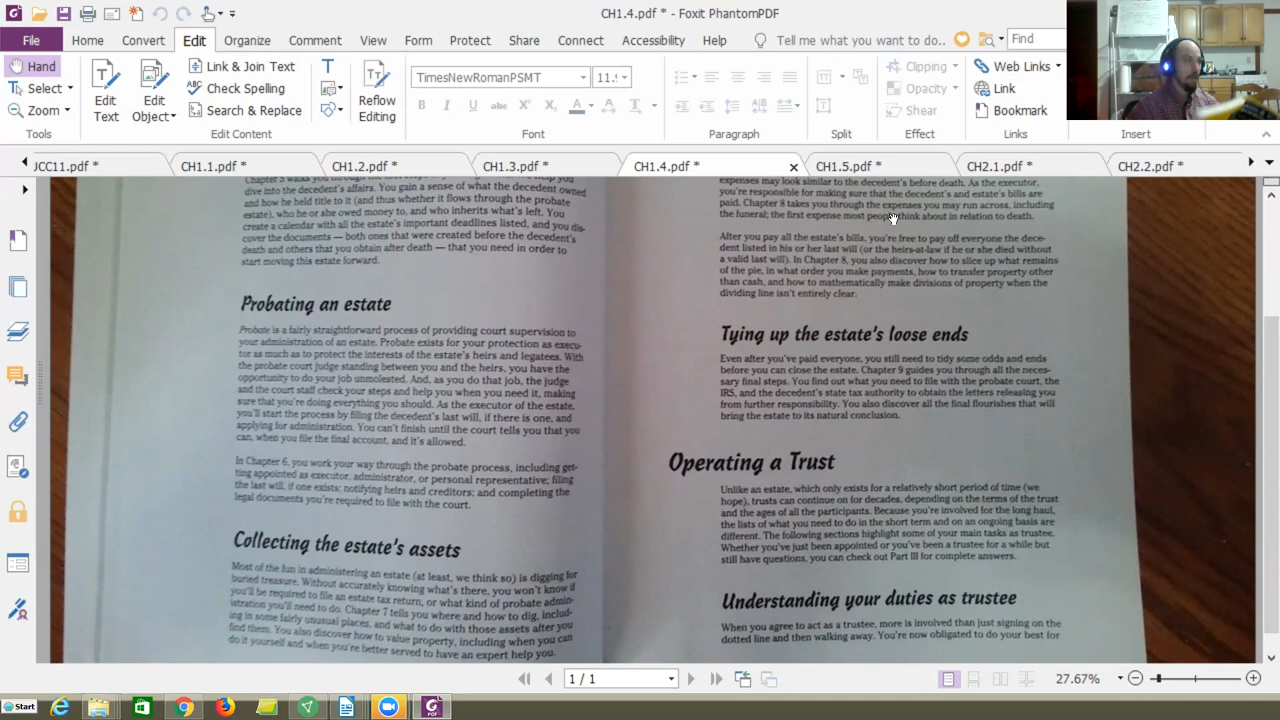 CH1.4.pdf * - Foxit PhantomPDF
File
Home
Convert
Edit
Organize
Comment
View
Form
Protect
Share
Connect
Accessibility
Help
Tell me what you want to do..
Find
Hand
Select
Zoom
Tools
Edit Text
Edit Object
Link & Join Text
Check Spelling
Search & Replace
Edit Content
T
Reflow Editing
TimesNewRomanPSMT
11.!
B I U abc X² X₂ A
Font
Paragraph
Split
Clipping
Opacity
Shear
Effect
Web Links
Link
Bookmark
Links
Insert
JCC11.pdf *
CH1.1.pdf *
CH1.2.pdf *
CH1.3.pdf *
CH1.4.pdf *
CH1.5.pdf *
CH2.1.pdf *
CH2.2.pdf *
dive into the decedent's affairs. You gain a sense of what the decedent owned
and how he held title to it (and thus whether it flows through the probate
estate), who he or she owed money to, and who inherits what's left. You
create a calendar with all the estate's important deadlines listed, and you dis-
cover the documents — both ones that were created before the decedent's
death and others that you obtain after death — that you need in order to
start moving this estate forward.
Probating an estate
Probate is a fairly straightforward process of providing court supervision to
your administration of an estate. Probate exists for your protection as execu-
tor as much as to protect the interests of the estate's heirs and legatees. With
the probate court judge standing between you and the heirs, you have the
opportunity to do your job unmolested. And, as you do that job, the judge
and the court staff check your steps and help you when you need it, making
sure that you're doing everything you should. As the executor of the estate,
you'll start the process by filing the decedent's last will, if there is one, and
applying for administration. You can't finish until the court tells you that you
can, when you file the final account, and it's allowed.
In Chapter 6, you work your way through the probate process, including get-
ting appointed as executor, administrator, or personal representative; filing
the last will, if one exists; notifying heirs and creditors; and completing the
legal documents you're required to file with the court.
Collecting the estate's assets
Most of the fun in administering an estate (at least, we think so) is digging for
buried treasure. Without accurately knowing what's there, you won't know if
you'll be required to file an estate tax return, or what kind of probate admin-
istration you'll need to do. Chapter 7 tells you where and how to dig, includ-
ing in some fairly unusual places, and what to do with those assets after you
find them. You also discover how to value property, including when you can
do it yourself and when you're better served to have an expert help you.
expenses may look similar to the decedent's before death. As the executor,
you're responsible for making sure that the decedent's and estate's bills are
paid. Chapter 8 takes you through the expenses you may run across, including
the funeral; the first expense most people think about in relation to death.
After you pay all the estate's bills, you're free to pay off everyone the dece-
dent listed in his or her last will (or the heirs-at-law if he or she died without
a valid last will). In Chapter 8, you also discover how to slice up what remains
of the pie, in what order you make payments, how to transfer property other
than cash, and how to mathematically make divisions of property when the
dividing line isn't entirely clear.
Tying up the estate's loose ends
Even after you've paid everyone, you still need to tidy some odds and ends
before you can close the estate. Chapter 9 guides you through all the neces-
sary final steps. You find out what you need to file with the probate court, the
IRS, and the decedent's state tax authority to obtain the letters releasing you
from further responsibility. You also discover all the final flourishes that will
bring the estate to its natural conclusion.
Operating a Trust
Unlike an estate, which only exists for a relatively short period of time (we
hope), trusts can continue on for decades, depending on the terms of the trust
and the ages of all the participants. Because you're involved for the long haul,
the lists of what you need to do in the short term and on an ongoing basis are
different. The following sections highlight some of your main tasks as trustee.
Whether you've just been appointed or you've been a trustee for a while but
still have questions, you can check out Part III for complete answers.
Understanding your duties as trustee
When you agree to act as a trustee, more is involved than just signing on the
dotted line and then walking away. You're now obligated to do your best for
1 / 1
27.67%
Start